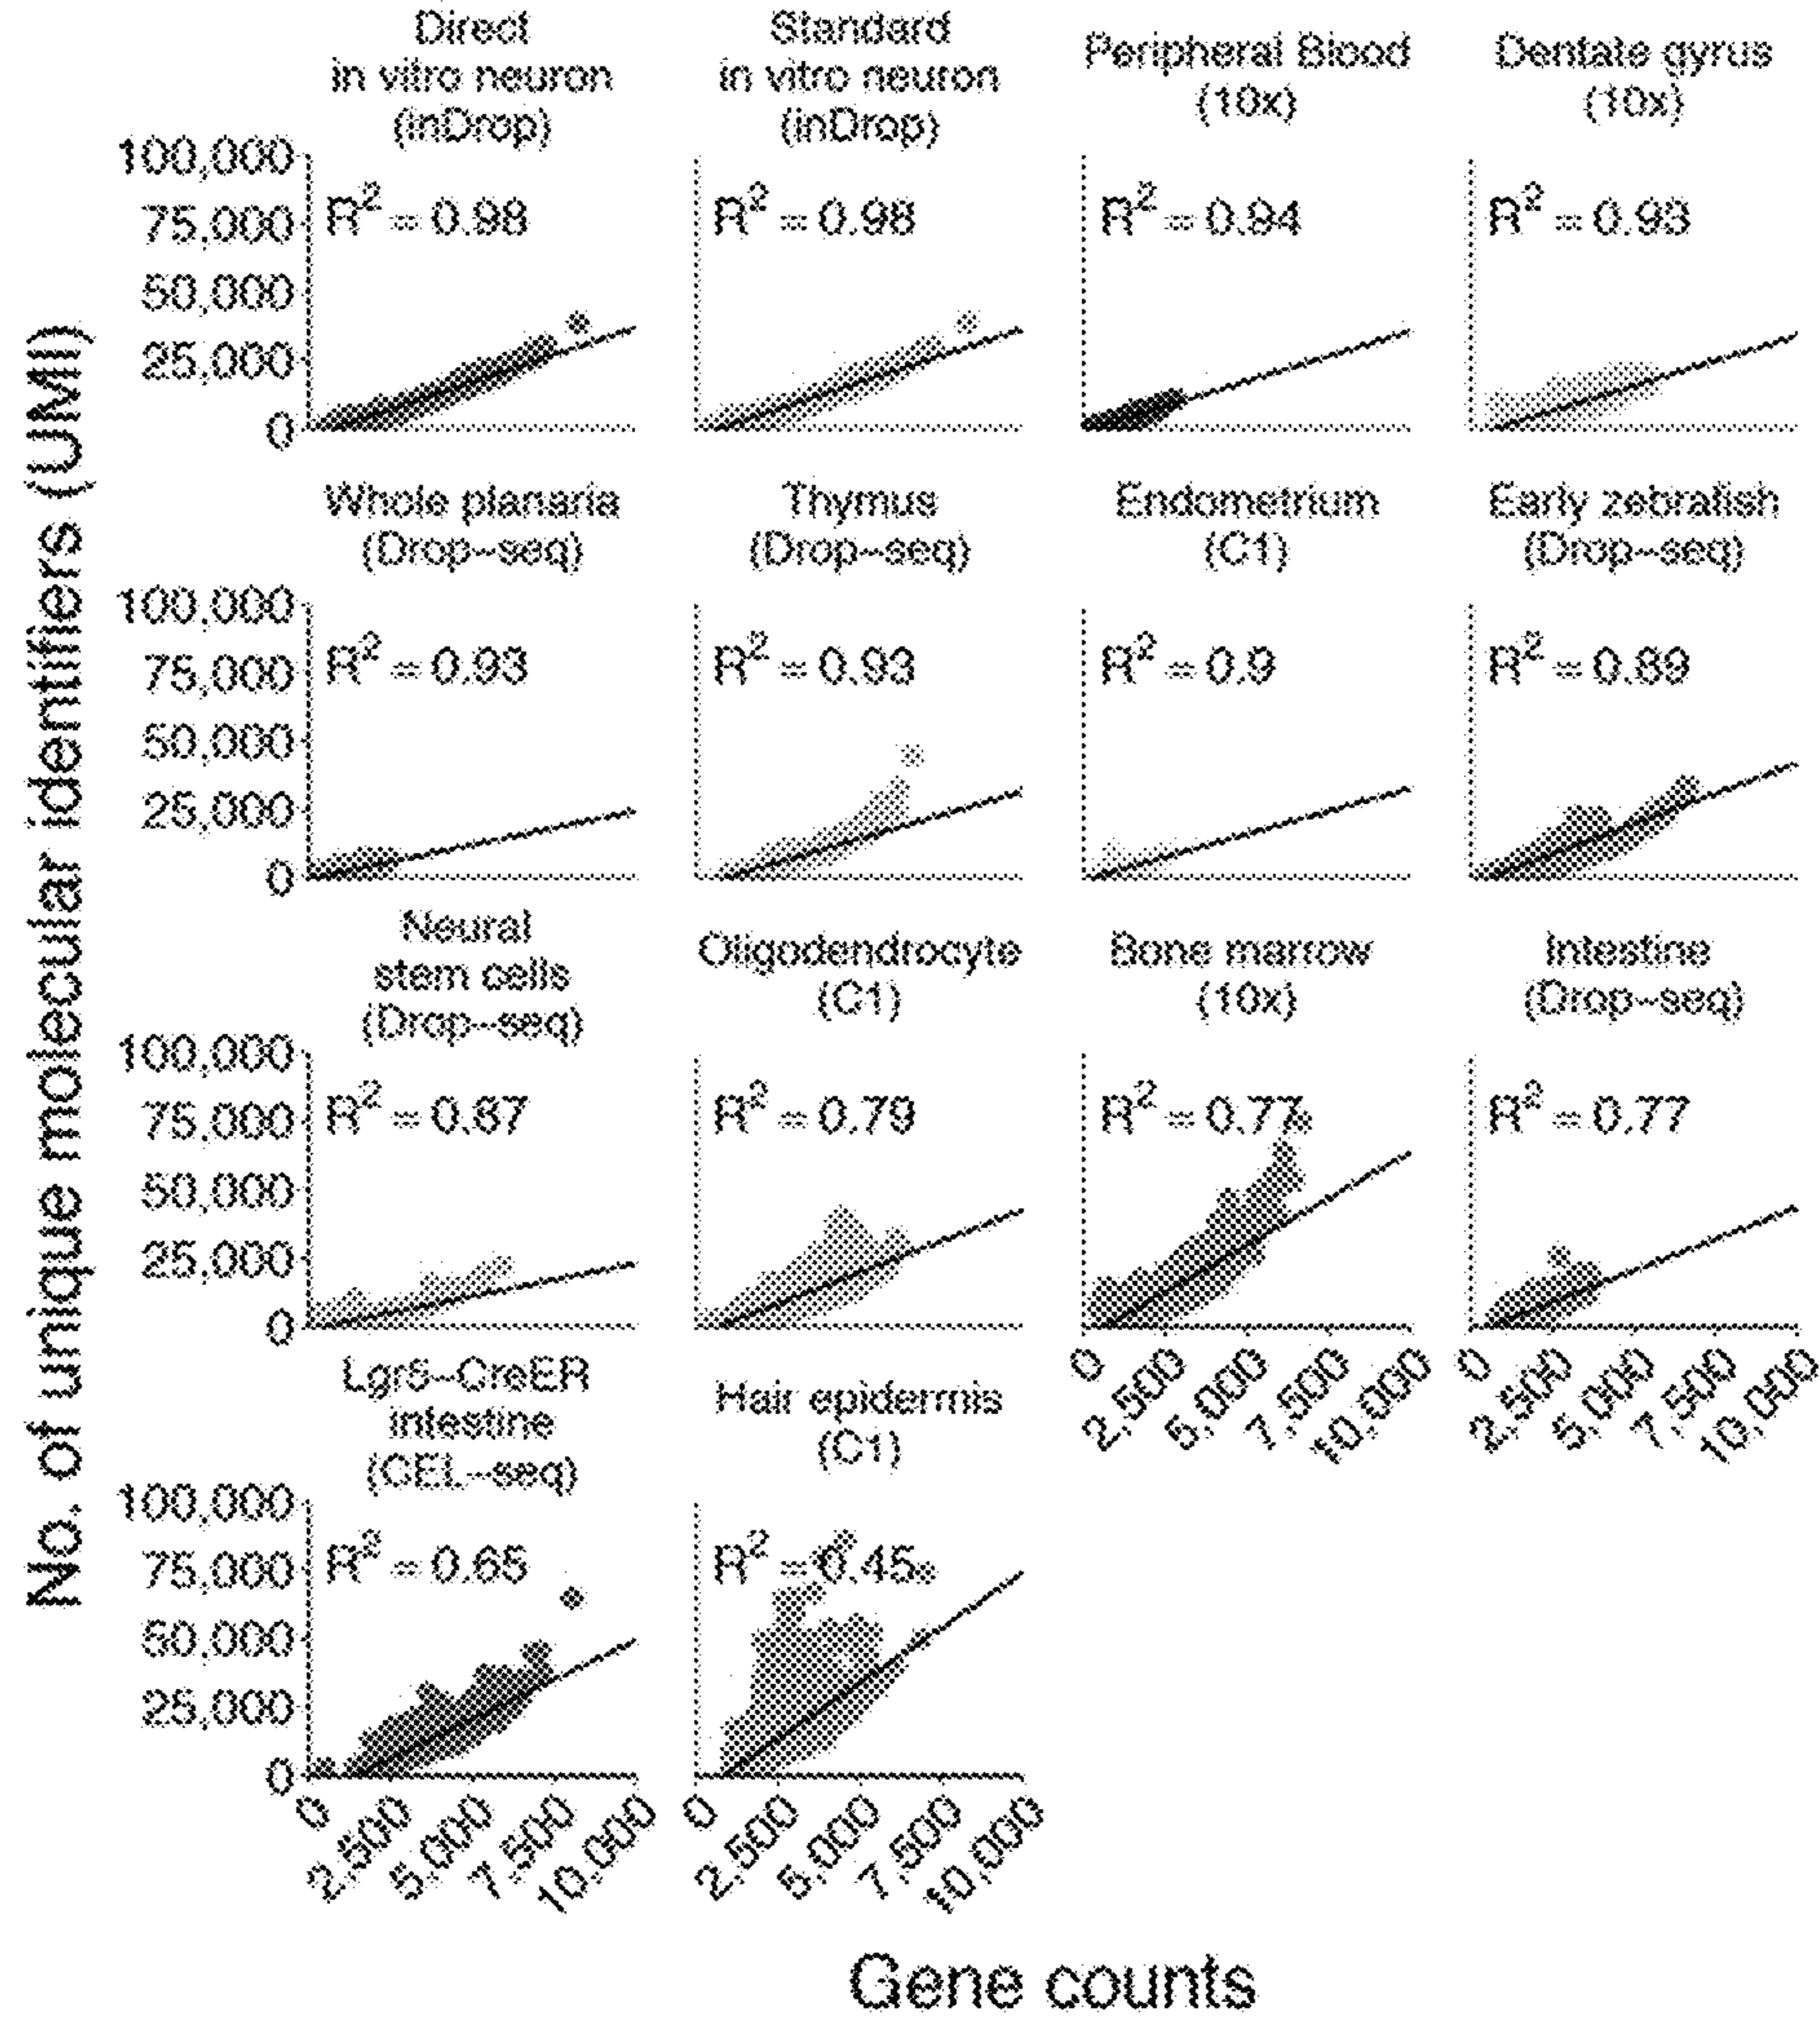 No. of unique molecular identifiers (UMI)
Direct
in vitro neuron
(inDrop)
Standard
in vitro neuron
(inDrop)
Peripheral Blood
(10x)
Dentate gyrus
(10x)
100,000
75,000
50,000
25,000
0
R² = 0.98
R² = 0.98
R² = 0.94
R² = 0.93
Whole planaria
(Drop-seq)
Thymus
(Drop-seq)
Endometrium
(C1)
Early zebrafish
(Drop-seq)
100,000
75,000
50,000
25,000
0
R² = 0.93
R² = 0.93
R² = 0.9
R² = 0.89
Neural
stem cells
(Drop-seq)
Oligodendrocyte
(C1)
Bone marrow
(10x)
Intestine
(Drop-seq)
100,000
75,000
50,000
25,000
0
R² = 0.87
R² = 0.79
R² = 0.77
R² = 0.77
0
2,500
5,000
7,500
10,000
0
2,500
5,000
7,500
10,000
Lgr5-CreER
intestine
(CEL-seq)
Hair epidermis
(C1)
100,000
75,000
50,000
25,000
0
R² = 0.65
R² = 0.45
0
2,500
5,000
7,500
10,000
0
2,500
5,000
7,500
10,000
Gene counts